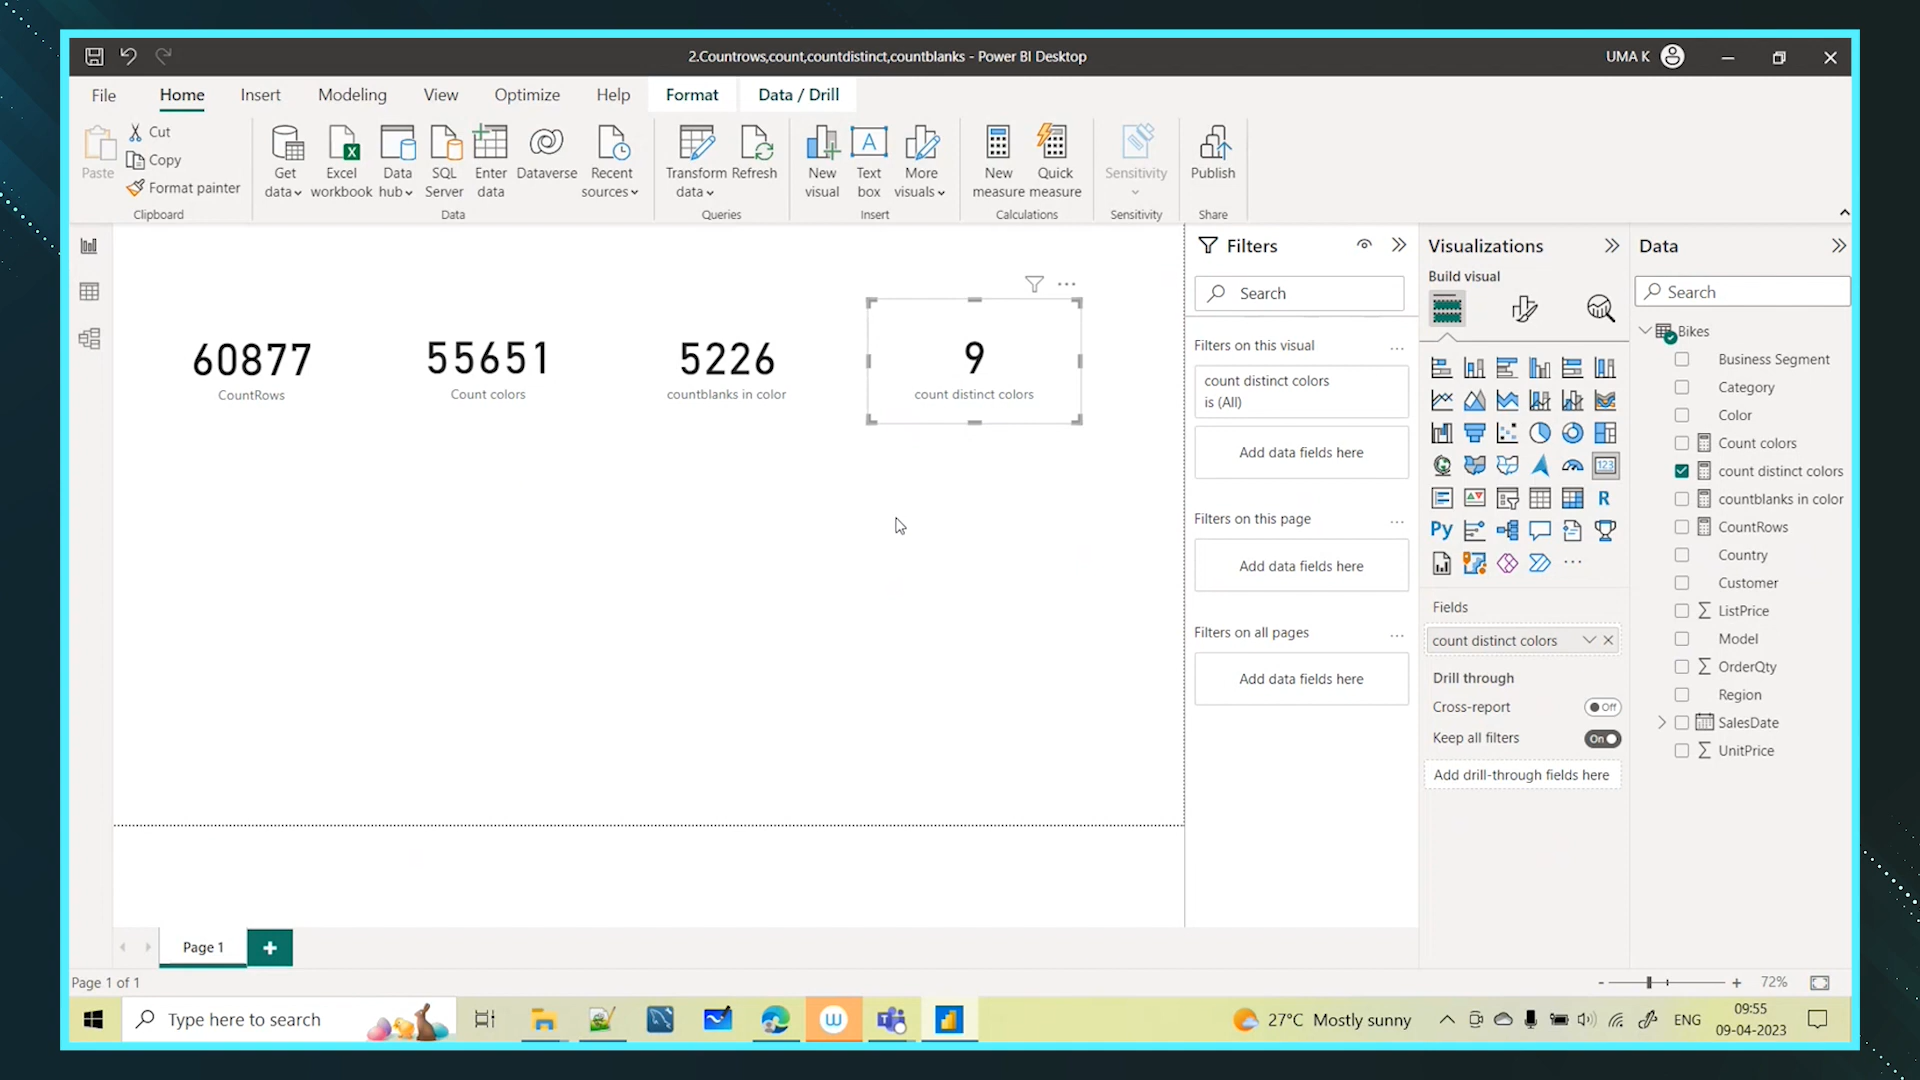 2.Countrows,count,countdistinct,countblanks - Power BI Desktop
UMA K
File
Home
Insert
Modeling
View
Optimize
Help
Format
Data / Drill
Paste
Cut
Copy
Format painter
Clipboard
Get
data
Excel
workbook
Data
hub
SQL
Server
Enter
data
Dataverse
Recent
sources
Data
Transform
data
Refresh
Queries
New
visual
Text
box
More
visuals
Insert
New
measure
Quick
measure
Calculations
Sensitivity
Sensitivity
Publish
Share
60877
CountRows
55651
Count colors
5226
countblanks in color
9
count distinct colors
Filters
Search
Filters on this visual
count distinct colors
is (All)
Add data fields here
Filters on this page
Add data fields here
Filters on all pages
Add data fields here
Visualizations
Build visual
123
R
Py
Fields
count distinct colors
Drill through
Cross-report
Off
Keep all filters
On
Add drill-through fields here
Data
Search
Bikes
Business Segment
Category
Color
Count colors
count distinct colors
countblanks in color
CountRows
Country
Customer
ListPrice
Model
OrderQty
Region
SalesDate
UnitPrice
Page 1
Page 1 of 1
72%
Type here to search
27°C Mostly sunny
ENG
09:55
09-04-2023